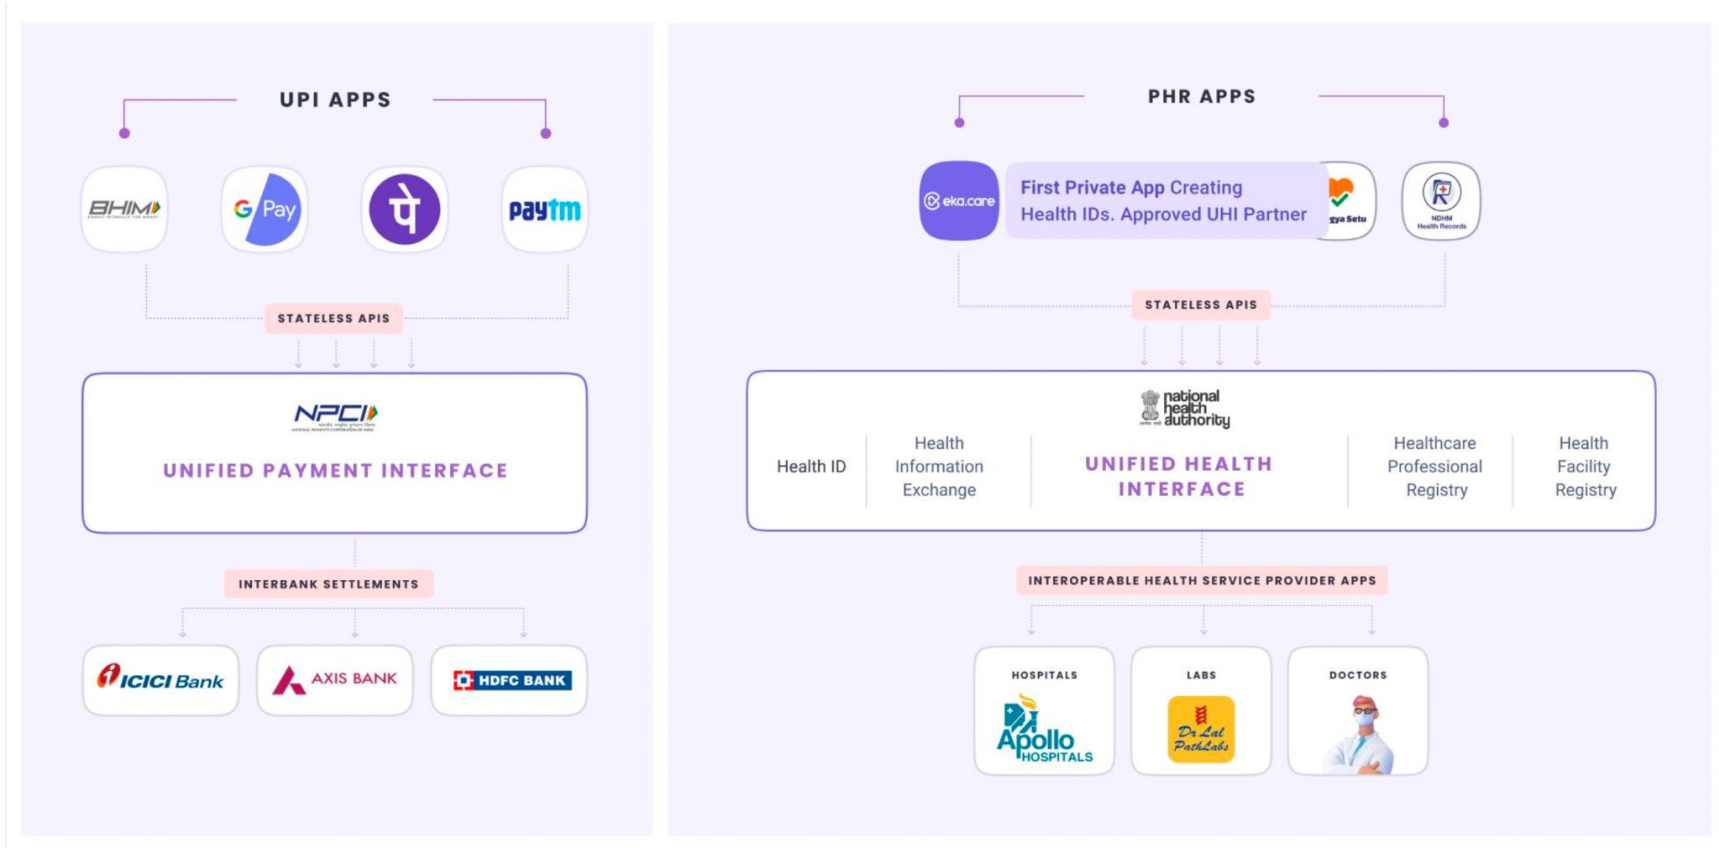 UPI APPS
BHIM
G Pay
पे
paytm
STATELESS APIS
NPCI
UNIFIED PAYMENT INTERFACE
INTERBANK SETTLEMENTS
ICICI Bank
AXIS BANK
HDFC BANK
PHR APPS
eka.care
First Private App Creating
Health IDs. Approved UHI Partner
gya Setu
NDHM
Health Records
STATELESS APIS
national
health
authority
Health ID
Health
Information
Exchange
UNIFIED HEALTH
INTERFACE
Healthcare
Professional
Registry
Health
Facility
Registry
INTEROPERABLE HEALTH SERVICE PROVIDER APPS
HOSPITALS
Apollo
HOSPITALS
LABS
Dr Lal
PathLabs
DOCTORS